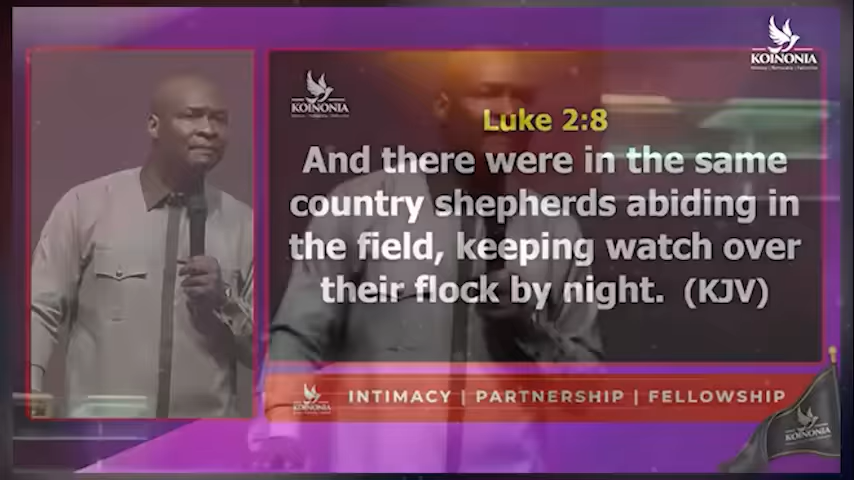 KOINONIA
KOINONIA
Luke 2:8
And there were in the same
country shepherds abiding in
the field, keeping watch over
their flock by night. (KJV)
KOINONIA
INTIMACY | PARTNERSHIP | FELLOWSHIP
KOINONIA